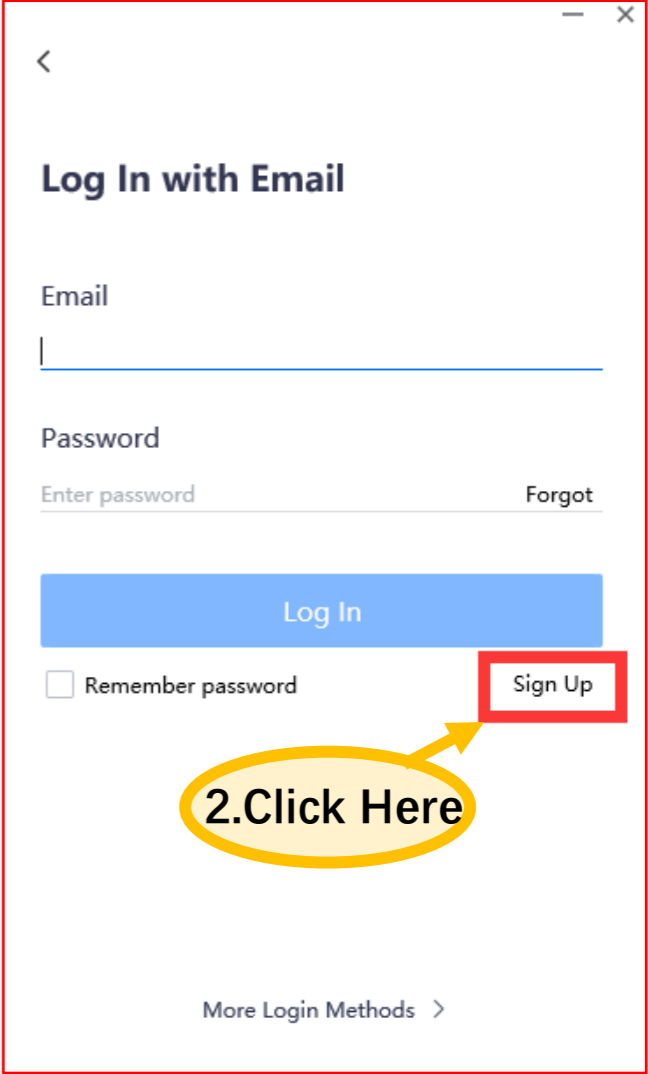 Log In with Email
Email
Password
Enter password Forgot
Log In
Remember password Sign Up
2.Click Here
More Login Methods >